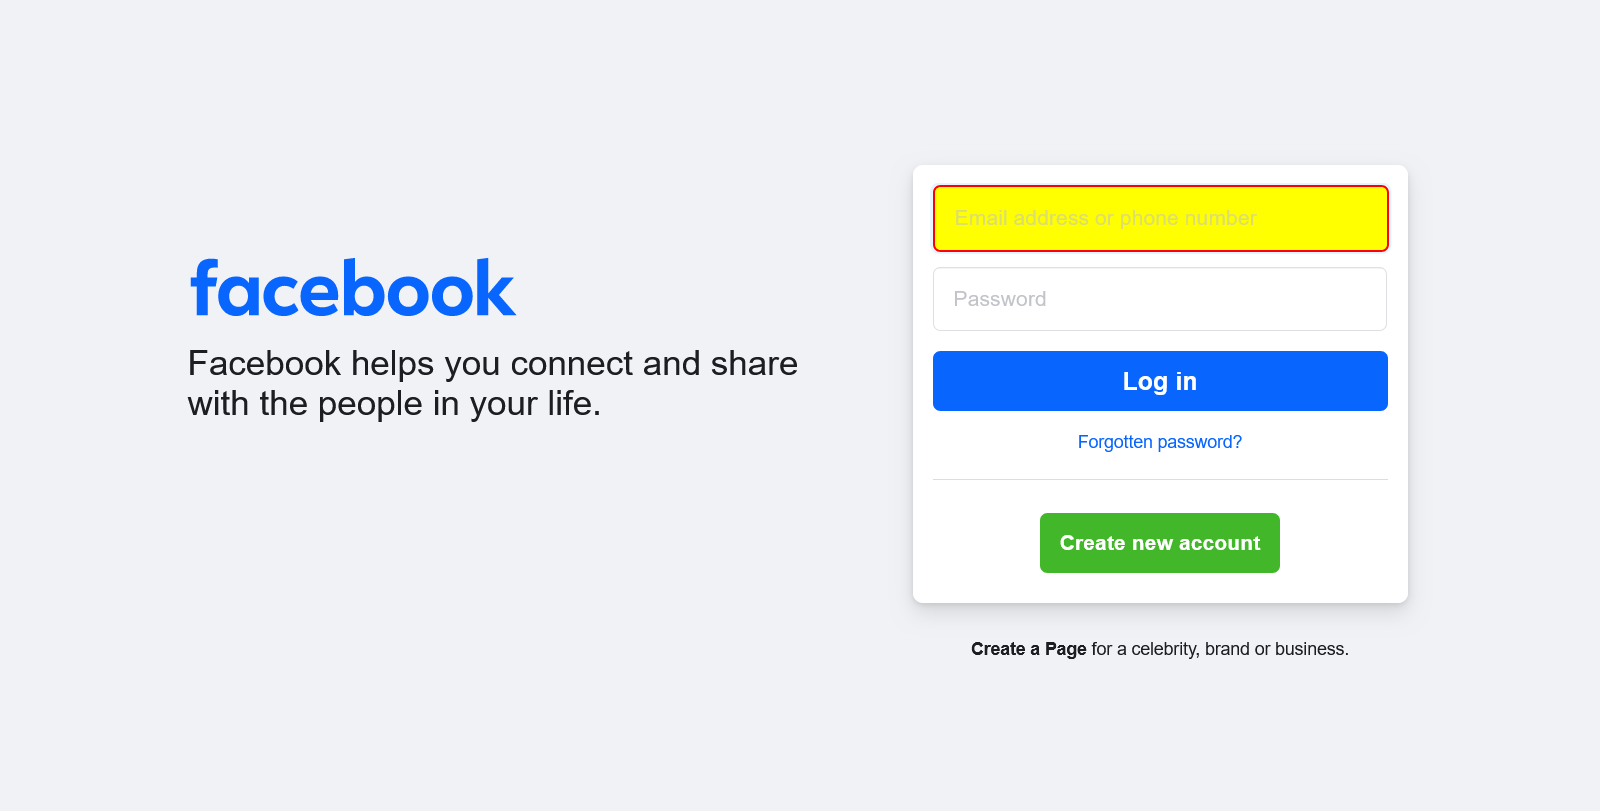 facebook
Facebook helps you connect and share
with the people in your life.
Email address or phone number
Password
Log in
Forgotten password?
Create new account
Create a Page for a celebrity, brand or business.